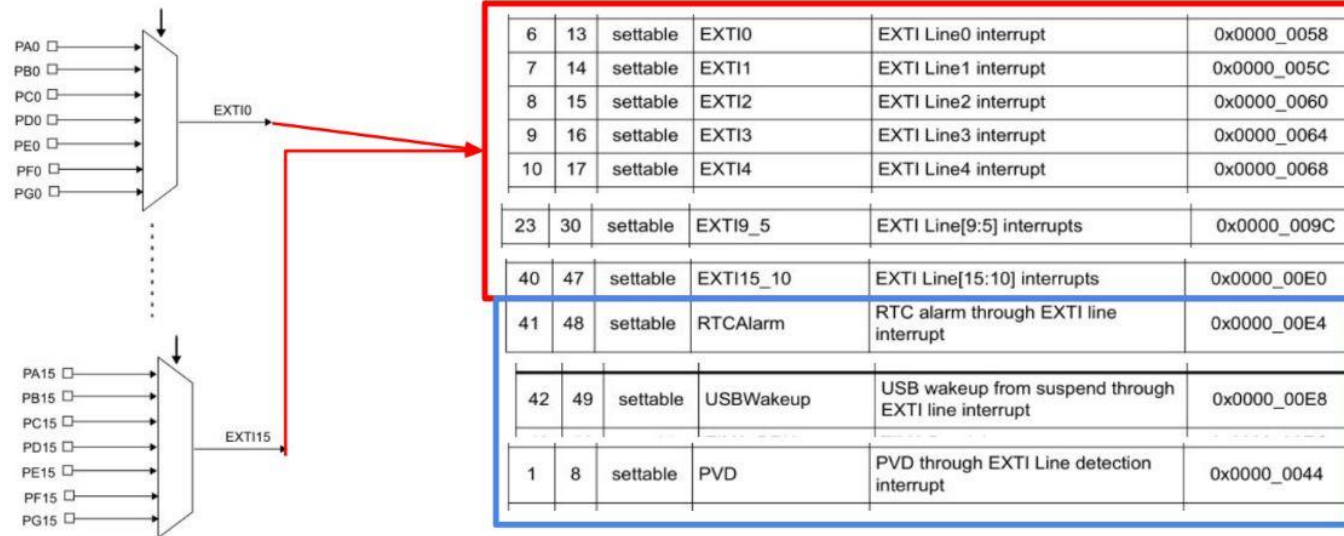 PA0
PB0
PC0
PD0
PE0
PF0
PG0
EXTI0
PA15
PB15
PC15
PD15
PE15
PF15
PG15
EXTI15
6 13 settable EXTI0 EXTI Line0 interrupt 0x0000_0058
7 14 settable EXTI1 EXTI Line1 interrupt 0x0000_005C
8 15 settable EXTI2 EXTI Line2 interrupt 0x0000_0060
9 16 settable EXTI3 EXTI Line3 interrupt 0x0000_0064
10 17 settable EXTI4 EXTI Line4 interrupt 0x0000_0068
23 30 settable EXTI9_5 EXTI Line[9:5] interrupts 0x0000_009C
40 47 settable EXTI15_10 EXTI Line[15:10] interrupts 0x0000_00E0
41 48 settable RTCAlarm RTC alarm through EXTI line
interrupt 0x0000_00E4
42 49 settable USBWakeup USB wakeup from suspend through
EXTI line interrupt 0x0000_00E8
1 8 settable PVD PVD through EXTI Line detection
interrupt 0x0000_0044